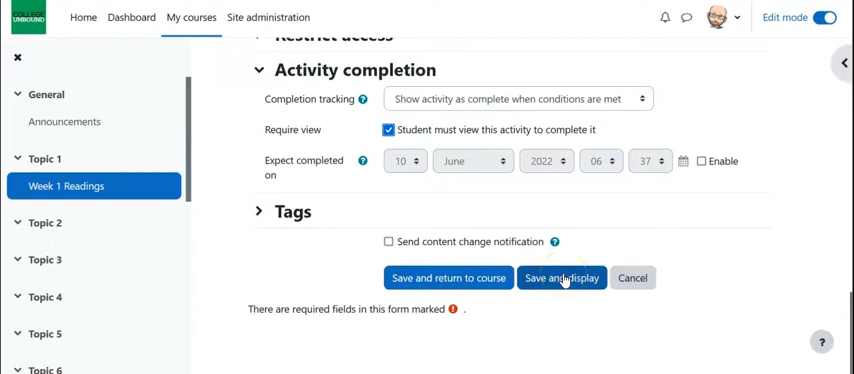 COLLEGE
UNBOUND
Home Dashboard My courses Site administration Edit mode
Restrict access
Activity completion
General
Completion tracking Show activity as complete when conditions are met
Announcements
Require view Student must view this activity to complete it
Topic 1
Expect completed on 10 June 2022 06 37 Enable
Week 1 Readings
Tags
Topic 2
Send content change notification
Topic 3
Save and return to course Save and display Cancel
Topic 4
There are required fields in this form marked .
Topic 5
Topic 6